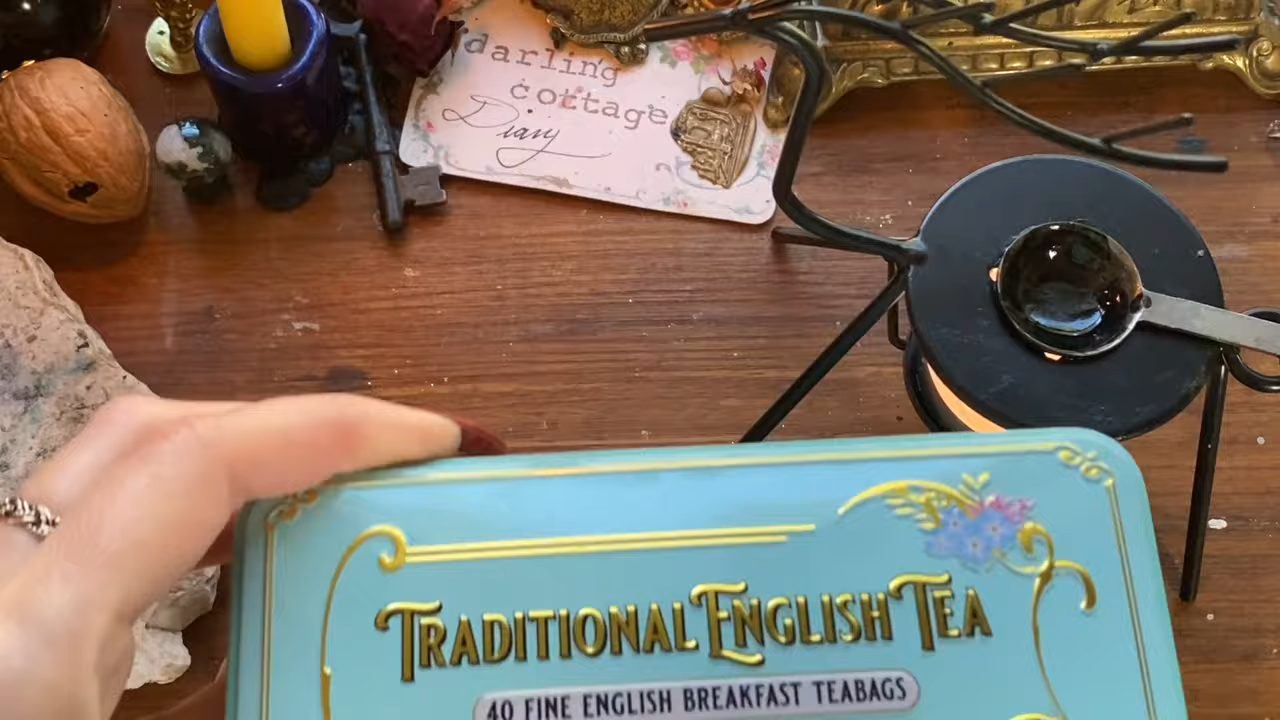 darling
cottage
Diary
TRADITIONAL ENGLISH TEA
40 FINE ENGLISH BREAKFAST TEABAGS